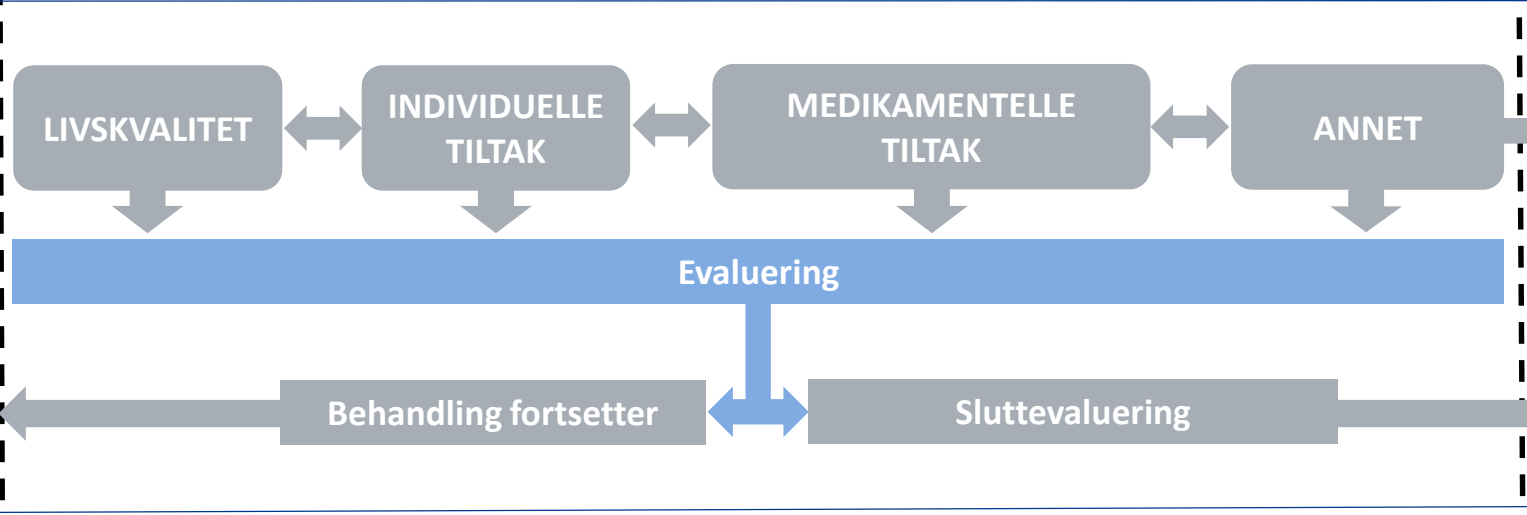 LIVSKVALITET
INDIVIDUELLE
TILTAK
MEDIKAMENTELLE
TILTAK
ANNET
Evaluering
Behandling fortsetter
Sluttevaluering